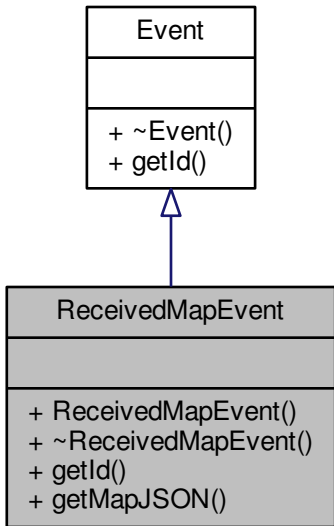 Event
+ ~Event()
+ getId()
ReceivedMapEvent
+ ReceivedMapEvent()
+ ~ReceivedMapEvent()
+ getId()
+ getMapJSON()